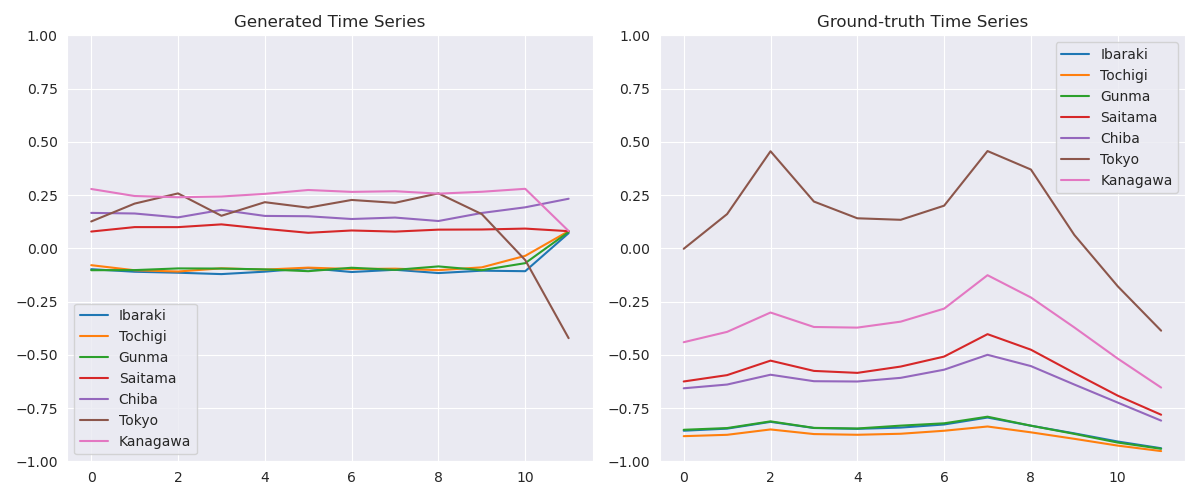 Generated Time Series
1.00
0.75
0.50
0.25
0.00
−0.25
−0.50
−0.75
−1.00
0 2 4 6 8 10
Ibaraki
Tochigi
Gunma
Saitama
Chiba
Tokyo
Kanagawa
Ground-truth Time Series
1.00
0.75
0.50
0.25
0.00
−0.25
−0.50
−0.75
−1.00
0 2 4 6 8 10
Ibaraki
Tochigi
Gunma
Saitama
Chiba
Tokyo
Kanagawa